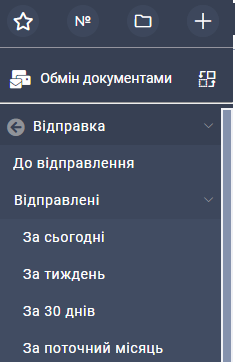 №
Обмін документами
Відправка
До відправлення
Відправлені
За сьогодні
За тиждень
За 30 днів
За поточний місяць